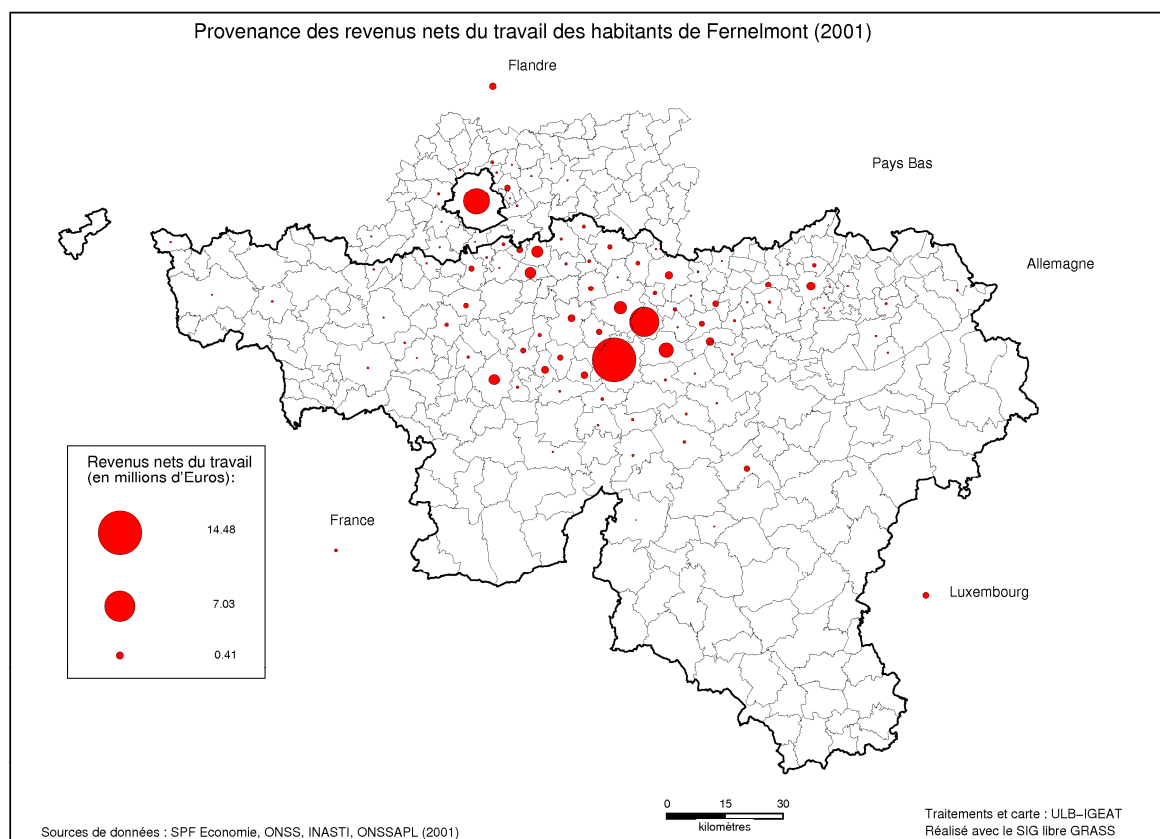 Provenance des revenus nets du travail des habitants de Fernelmont (2001)
Flandre
Pays Bas
Allemagne
Revenus nets du travail
(en millions d'Euros):
14.48
7.03
0.41
France
Luxembourg
0 15 30
kilomètres
Sources de données : SPF Economie, ONSS, INASTI, ONSSAPL (2001)
Traitements et carte : ULB-IGEAT
Réalisé avec le SIG libre GRASS